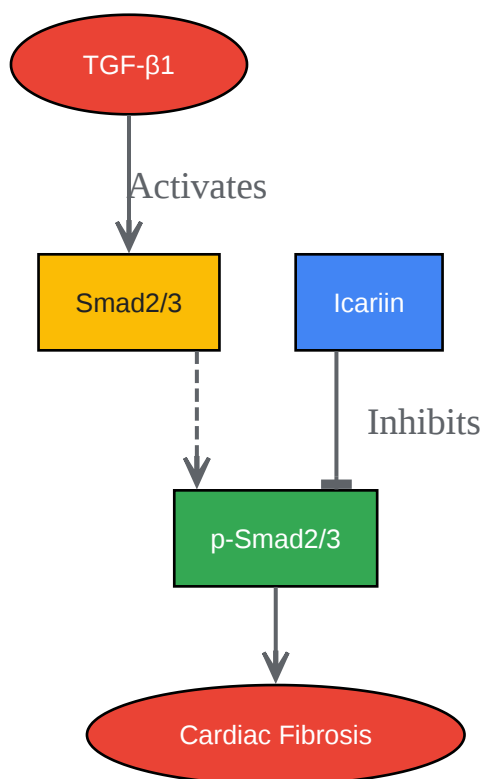 TGF-β1
Activates
Smad2/3
Icariin
Inhibits
p-Smad2/3
Cardiac Fibrosis